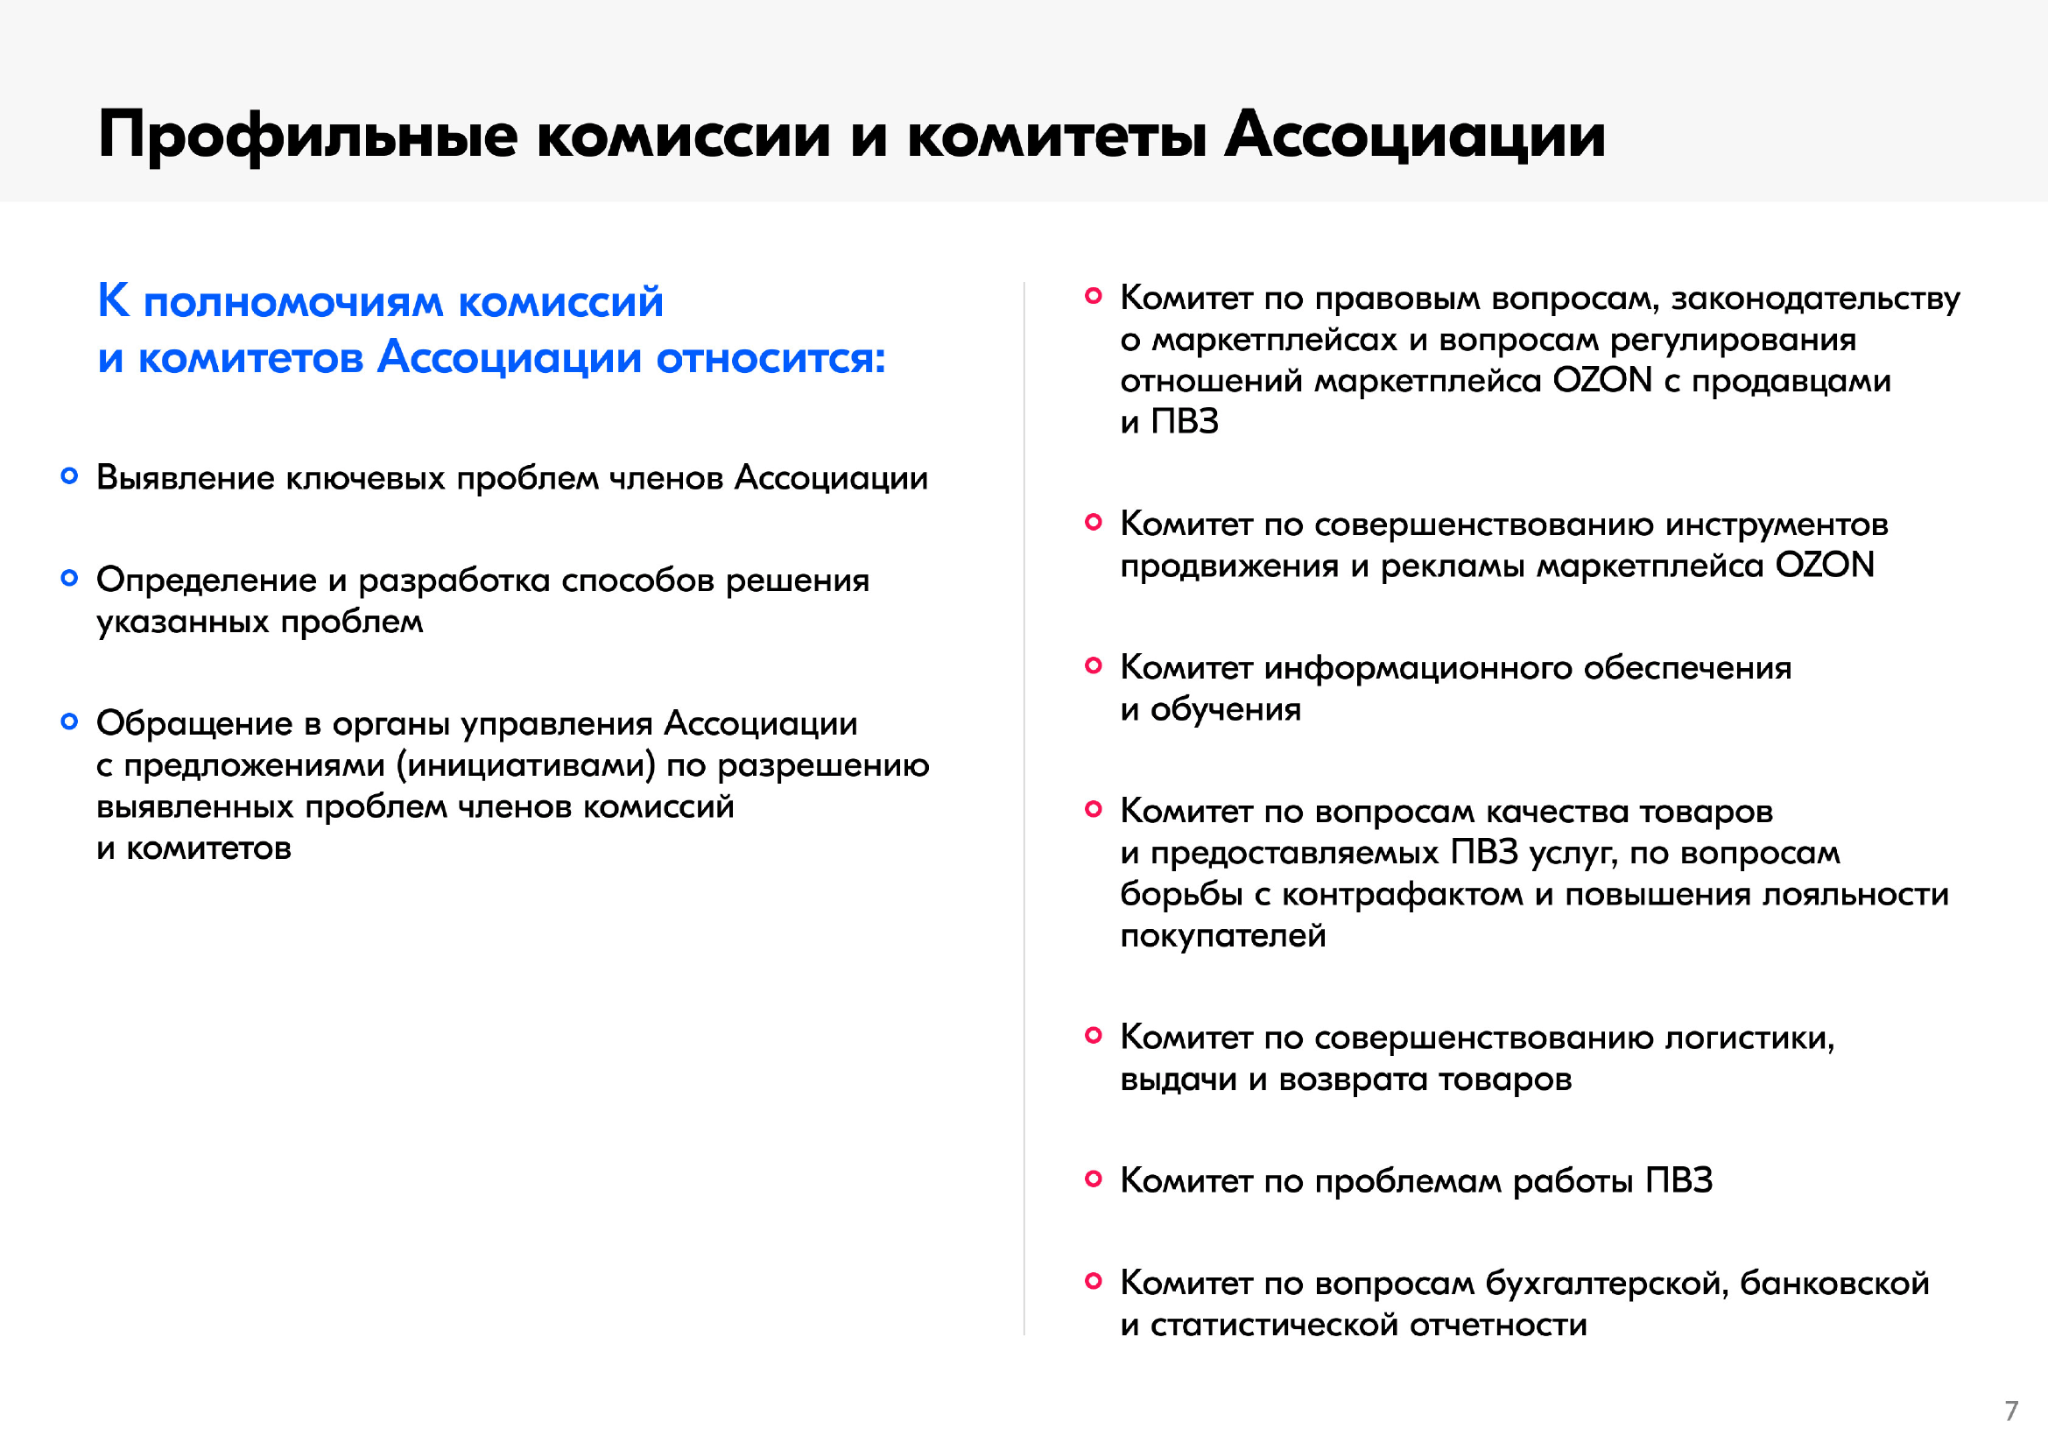 Профильные комиссии и комитеты Ассоциации
К полномочиям комиссий
и комитетов Ассоциации относится:
Выявление ключевых проблем членов Ассоциации
Определение и разработка способов решения
указанных проблем
Обращение в органы управления Ассоциации
с предложениями (инициативами) по разрешению
выявленных проблем членов комиссий
и комитетов
Комитет по правовым вопросам, законодательству
о маркетплейсах и вопросам регулирования
отношений маркетплейса OZON с продавцами
и ПВЗ
Комитет по совершенствованию инструментов
продвижения и рекламы маркетплейса OZON
Комитет информационного обеспечения
и обучения
Комитет по вопросам качества товаров
и предоставляемых ПВЗ услуг, по вопросам
борьбы с контрафактом и повышения лояльности
покупателей
Комитет по совершенствованию логистики,
выдачи и возврата товаров
Комитет по проблемам работы ПВЗ
Комитет по вопросам бухгалтерской, банковской
и статистической отчетности
7